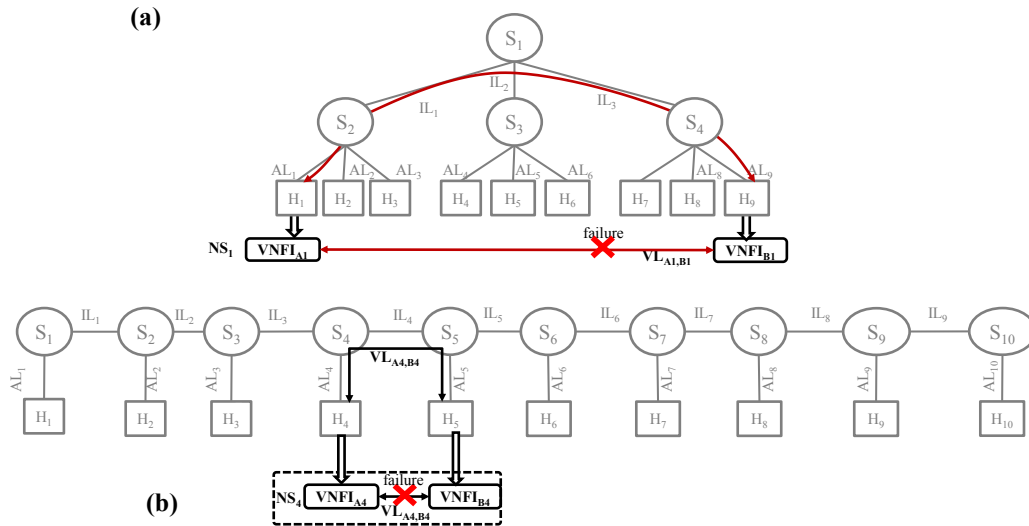 (a)
S1
IL1 IL2 IL3
S2 S3 S4
AL1 AL2 AL3 AL4 AL5 AL6 AL7 AL8 AL9
H1 H2 H3 H4 H5 H6 H7 H8 H9
failure
NS1 VNFIA1 VLA1,B1 VNFIB1
IL1 IL2 IL3 IL4 IL5 IL6 IL7 IL8 IL9
S1 S2 S3 S4 S5 S6 S7 S8 S9 S10
VLA4,B4
AL1 AL2 AL3 AL4 AL5 AL6 AL7 AL8 AL9 AL10
H1 H2 H3 H4 H5 H6 H7 H8 H9 H10
failure
NS4 VNFIA4 VNFIB4
VLA4,B4
(b)